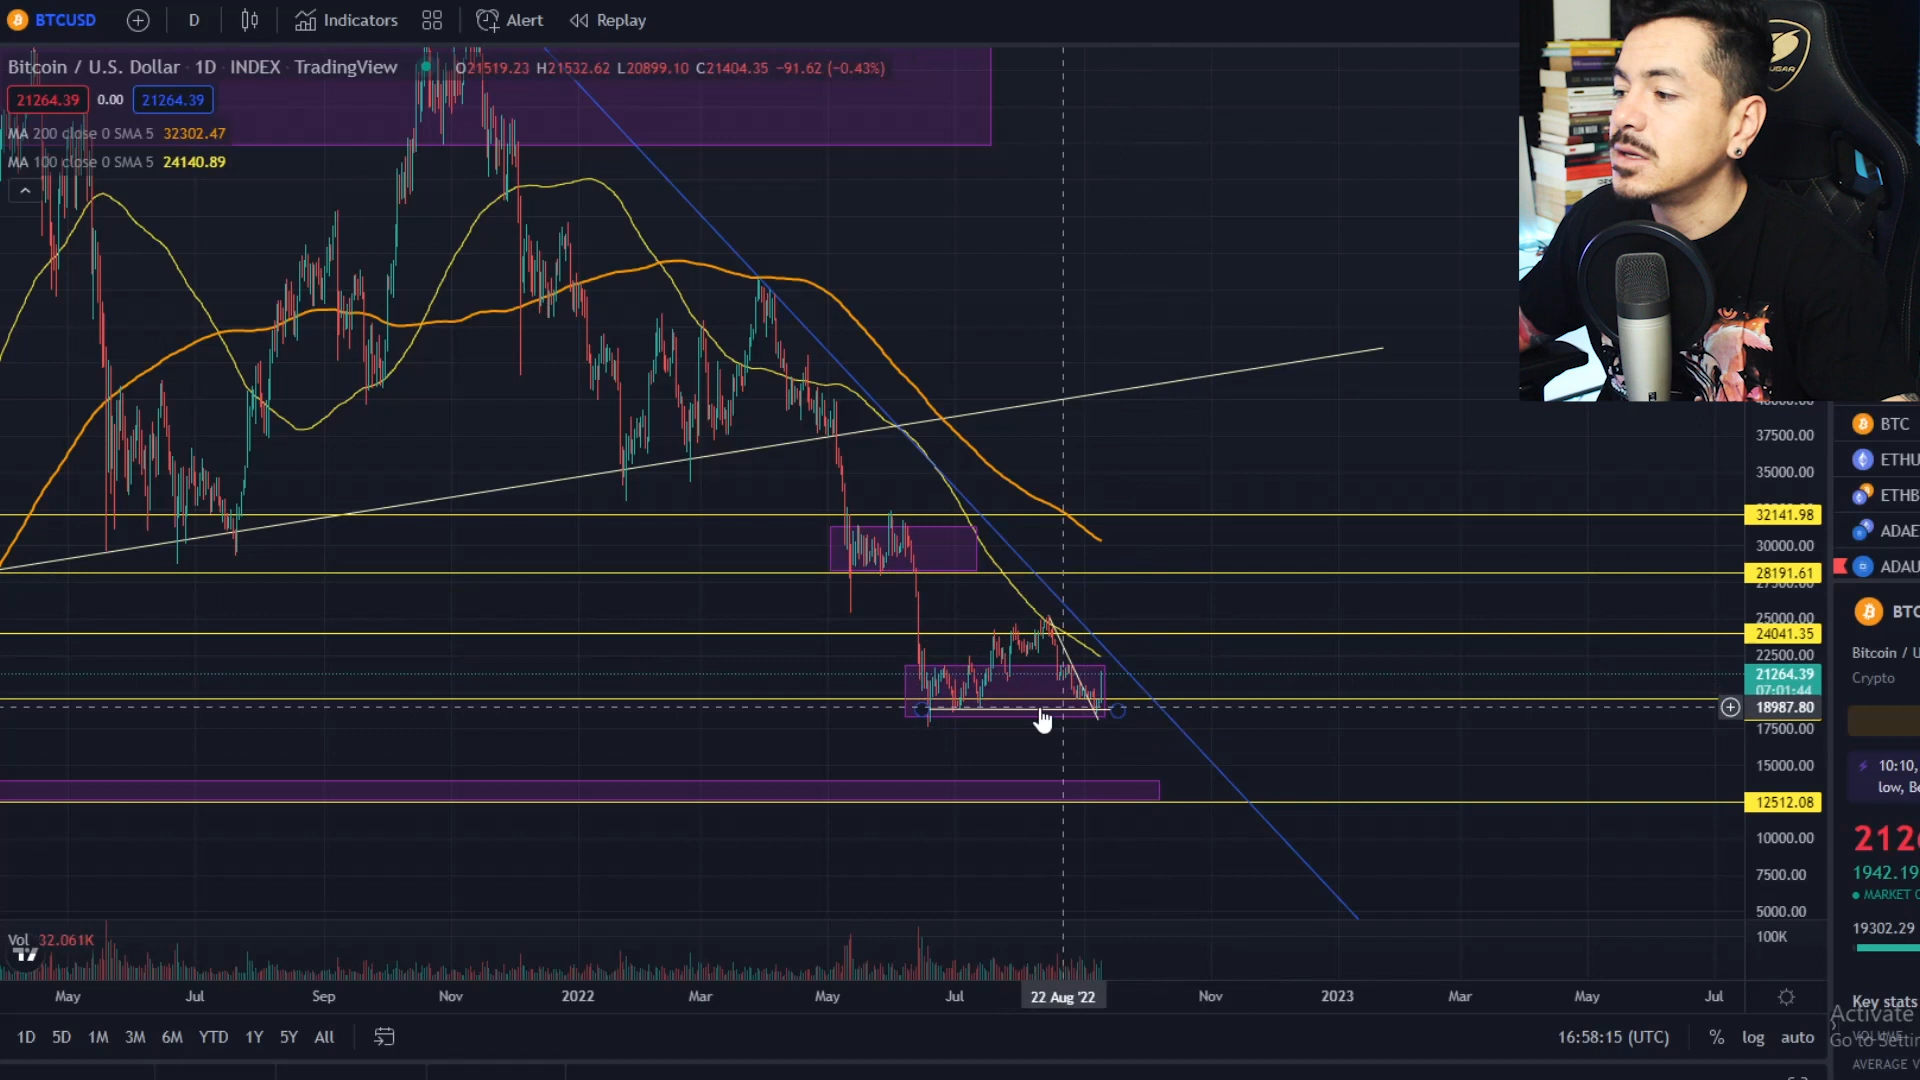 BTCUSD
D
Indicators
Alert
Replay
Bitcoin / U.S. Dollar · 1D · INDEX · TradingView
O21519.23 H21532.62 L20899.10 C21404.35 −91.62 (−0.43%)
21264.39 0.00 21264.39
MA 200 close 0 SMA 5 32302.47
MA 100 close 0 SMA 5 24140.89
37500.00
35000.00
32141.98
30000.00
28191.61
27500.00
25000.00
24041.35
22500.00
21264.39
07:01:44
18987.80
17500.00
15000.00
12512.08
10000.00
7500.00
5000.00
100K
Vol 32.061K
May Jul Sep Nov 2022 Mar May Jul 22 Aug '22 Nov 2023 Mar May Jul
1D 5D 1M 3M 6M YTD 1Y 5Y All
16:58:15 (UTC) % log auto
BTC
ETHU
ETHB
ADAE
ADAU
BTC
Bitcoin / U
Crypto
10:10,
low, Be
212
1942.19
MARKET
19302.29
Key stats
Activate
Go to Settin
VOLUME
AVERAGE V